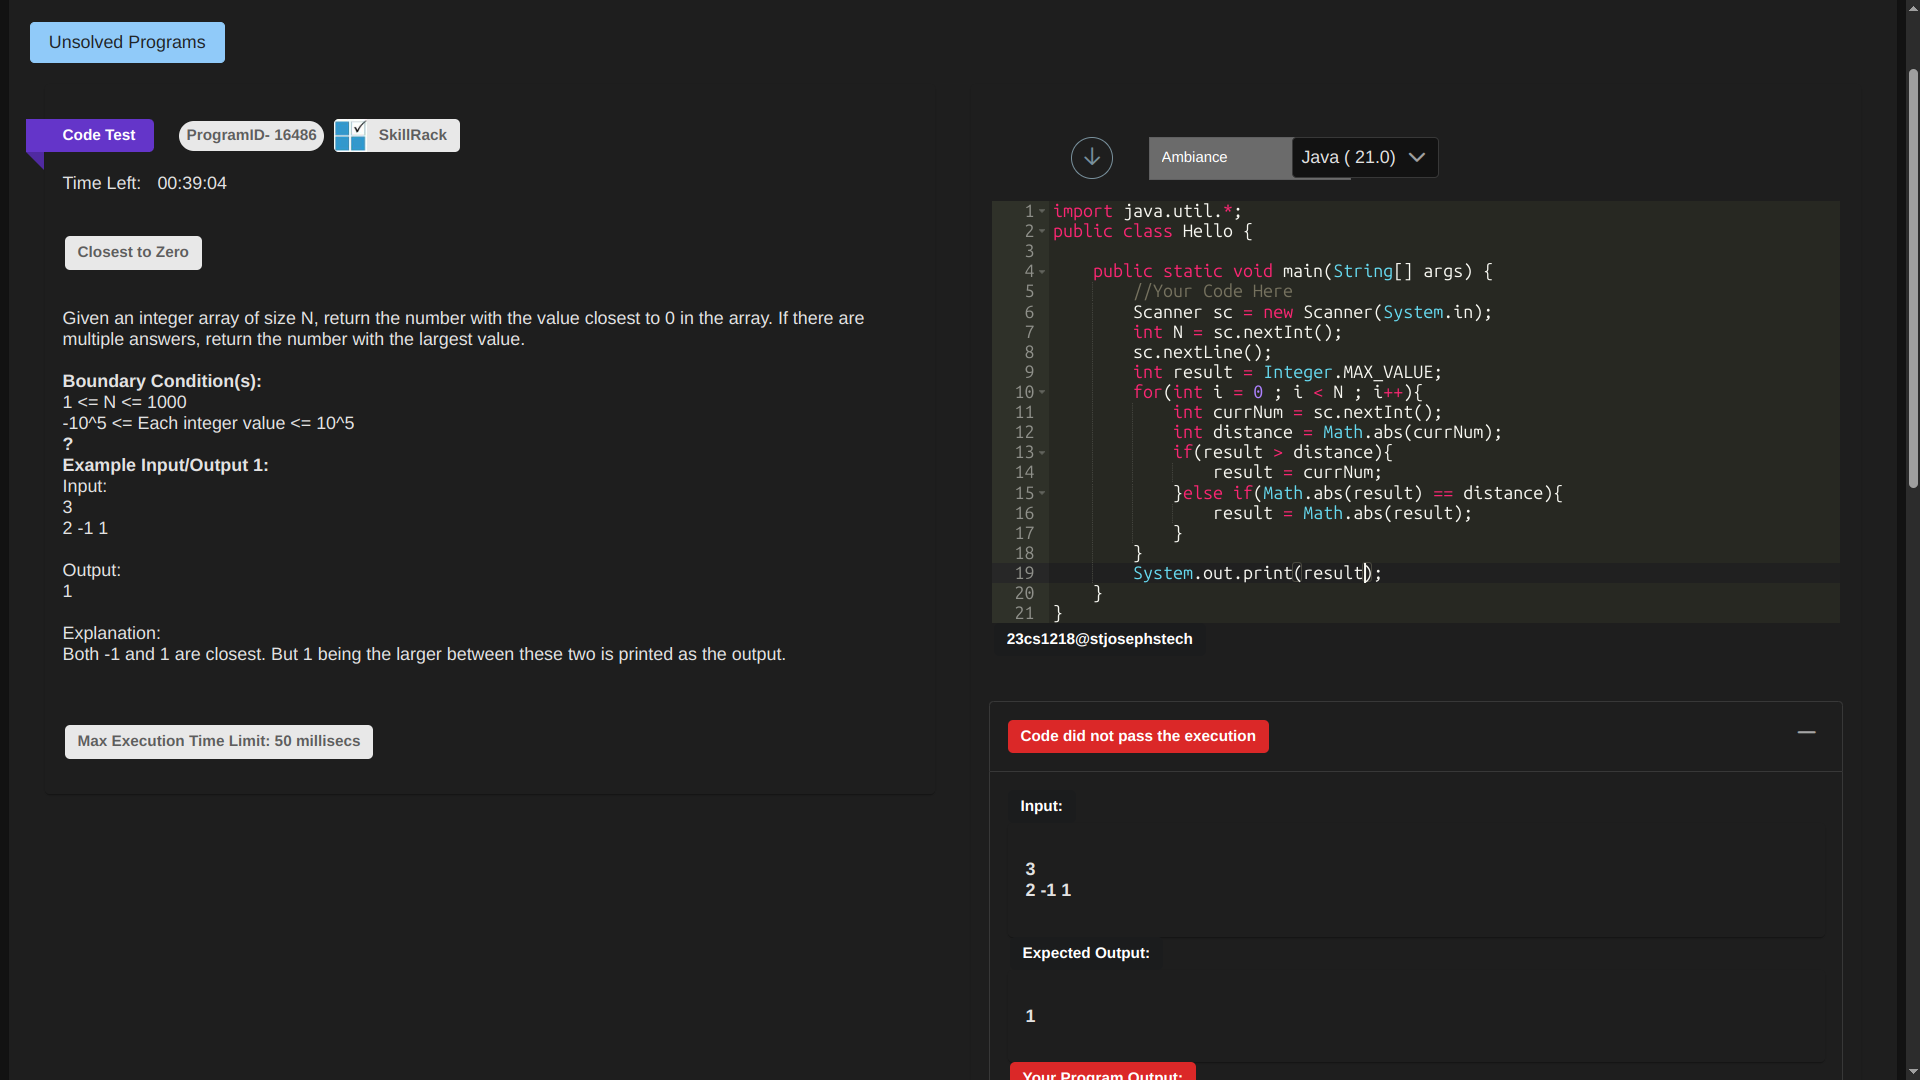 Unsolved Programs
Code Test
ProgramID- 16486
SkillRack
Time Left: 00:39:04
Closest to Zero
Given an integer array of size N, return the number with the value closest to 0 in the array. If there are
multiple answers, return the number with the largest value.
Boundary Condition(s):
1 <= N <= 1000
-10^5 <= Each integer value <= 10^5
?
Example Input/Output 1:
Input:
3
2 -1 1
Output:
1
Explanation:
Both -1 and 1 are closest. But 1 being the larger between these two is printed as the output.
Max Execution Time Limit: 50 millisecs
Ambiance
Java ( 21.0)
1 import java.util.*;
2 public class Hello {
3
4     public static void main(String[] args) {
5         //Your Code Here
6         Scanner sc = new Scanner(System.in);
7         int N = sc.nextInt();
8         sc.nextLine();
9         int result = Integer.MAX_VALUE;
10         for(int i = 0 ; i < N ; i++){
11             int currNum = sc.nextInt();
12             int distance = Math.abs(currNum);
13             if(result > distance){
14                 result = currNum;
15             }else if(Math.abs(result) == distance){
16                 result = Math.abs(result);
17             }
18         }
19         System.out.print(result);
20     }
21 }
23cs1218@stjosephstech
Code did not pass the execution
Input:
3
2 -1 1
Expected Output:
1
Your Program Output: